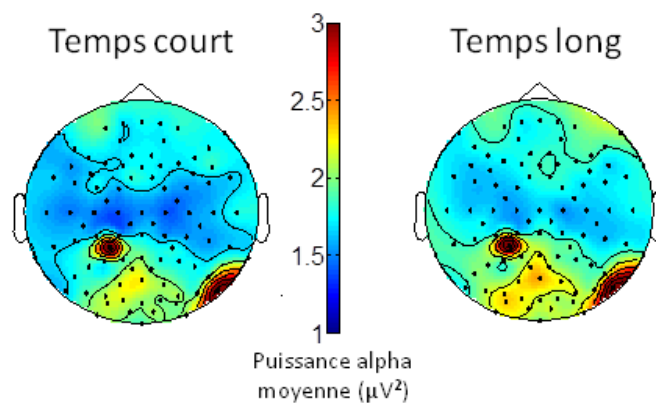 Temps court
Temps long
3
2.5
2
1.5
1
Puissance alpha
moyenne (µV²)